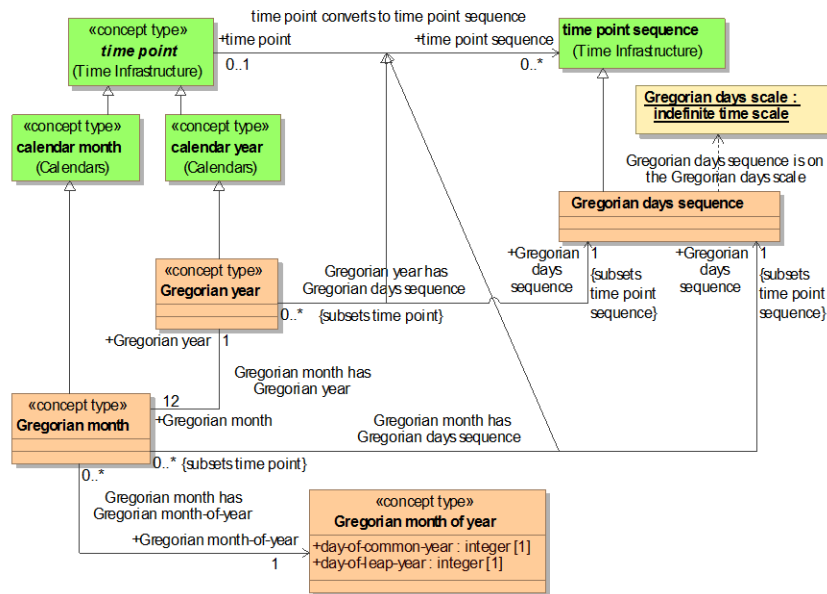 time point converts to time point sequence
«concept type»
time point
(Time Infrastructure)
+time point
0..1
+time point sequence
0..*
time point sequence
(Time Infrastructure)
Gregorian days scale :
indefinite time scale
«concept type»
calendar month
(Calendars)
«concept type»
calendar year
(Calendars)
Gregorian days sequence is on
the Gregorian days scale
Gregorian days sequence
«concept type»
Gregorian year
Gregorian year has
Gregorian days sequence
0..*
{subsets time point}
+Gregorian
days
sequence
1
{subsets
time point
sequence}
+Gregorian
days
sequence
1
{subsets
time point
sequence}
+Gregorian year
1
Gregorian month has
Gregorian year
12
+Gregorian month
«concept type»
Gregorian month
Gregorian month has
Gregorian days sequence
0..*
0..*
{subsets time point}
Gregorian month has
Gregorian month-of-year
+Gregorian month-of-year
1
«concept type»
Gregorian month of year
+day-of-common-year : integer [1]
+day-of-leap-year : integer [1]